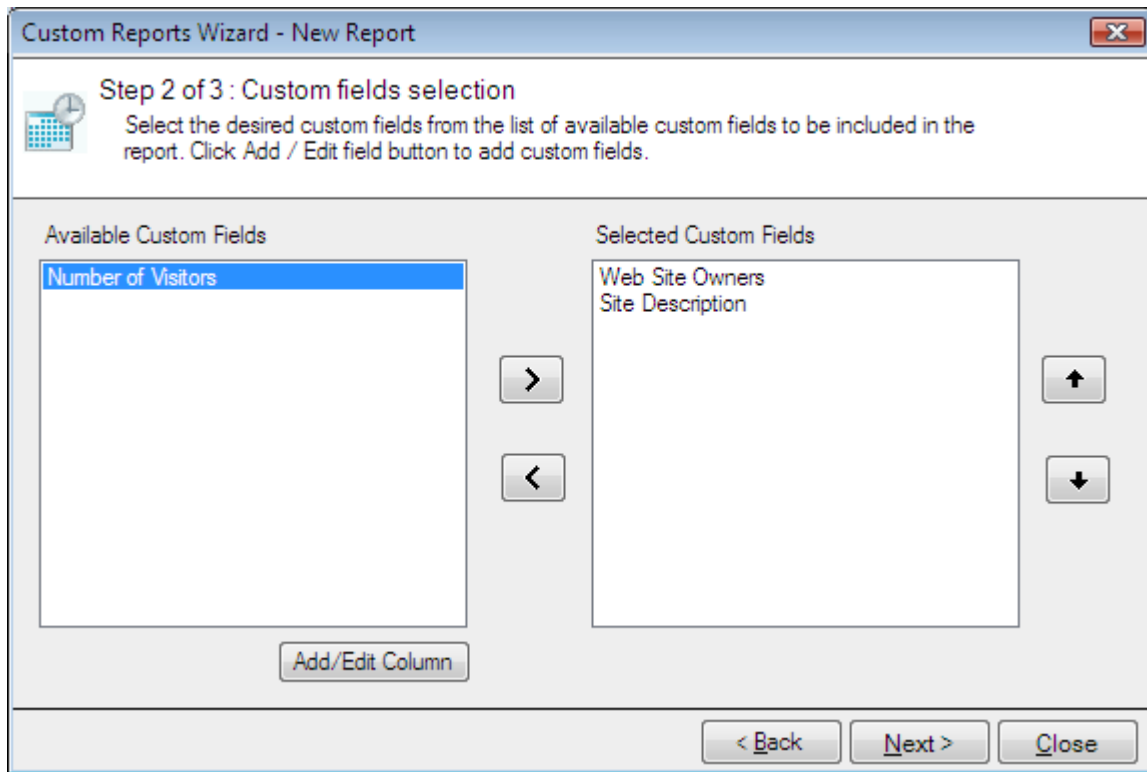 Custom Reports Wizard - New Report
Step 2 of 3 : Custom fields selection
Select the desired custom fields from the list of available custom fields to be included in the
report. Click Add / Edit field button to add custom fields.
Available Custom Fields
Number of Visitors
Selected Custom Fields
Web Site Owners
Site Description
Add/Edit Column
< Back
Next >
Close